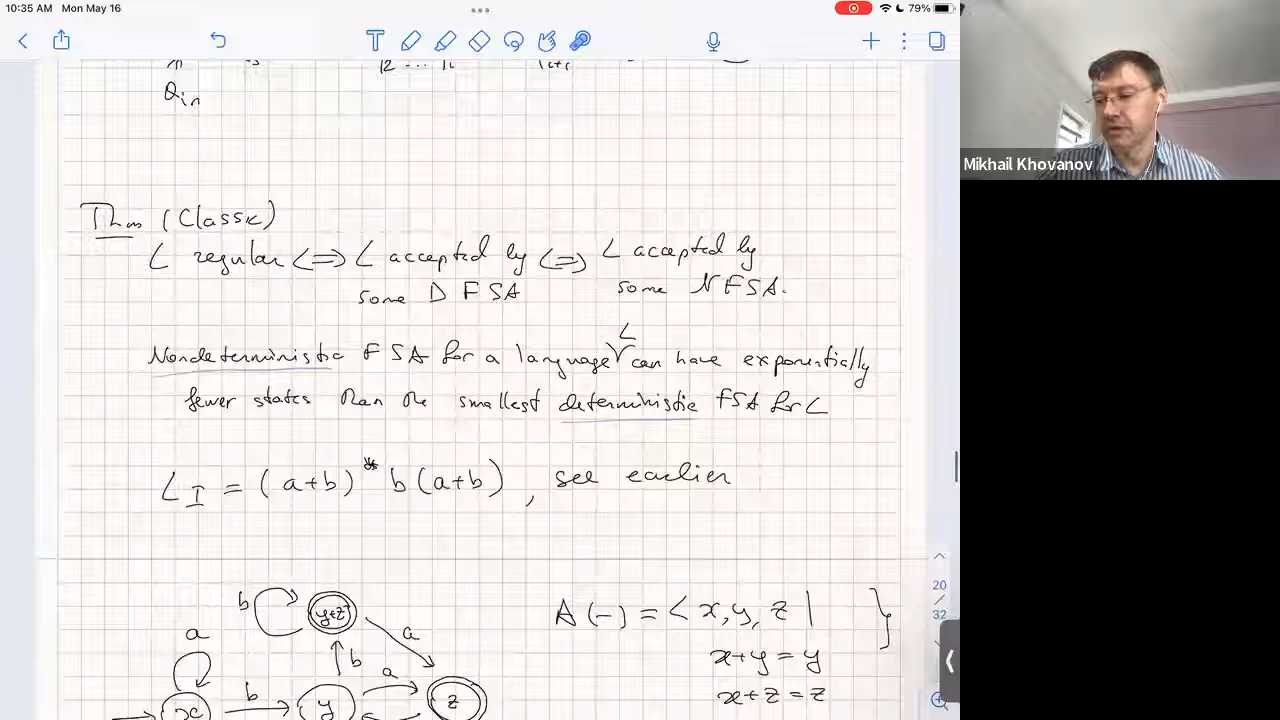 10:35 AM Mon May 16
79%
Mikhail Khovanov
Q in
Thm (Classic)
L regular <=> L accepted by <=> L accepted by
some D FSA some NFSA.
L
Nondeterministic FSA for a language can have exponentially
fewer states than the smallest deterministic FSA for L
L_I = (a+b)* b(a+b), see earlier
20
/
32
b y+z a
A(-) = < x, y, z | }
a
b a
x+y = y
b z
x y
x+z = z